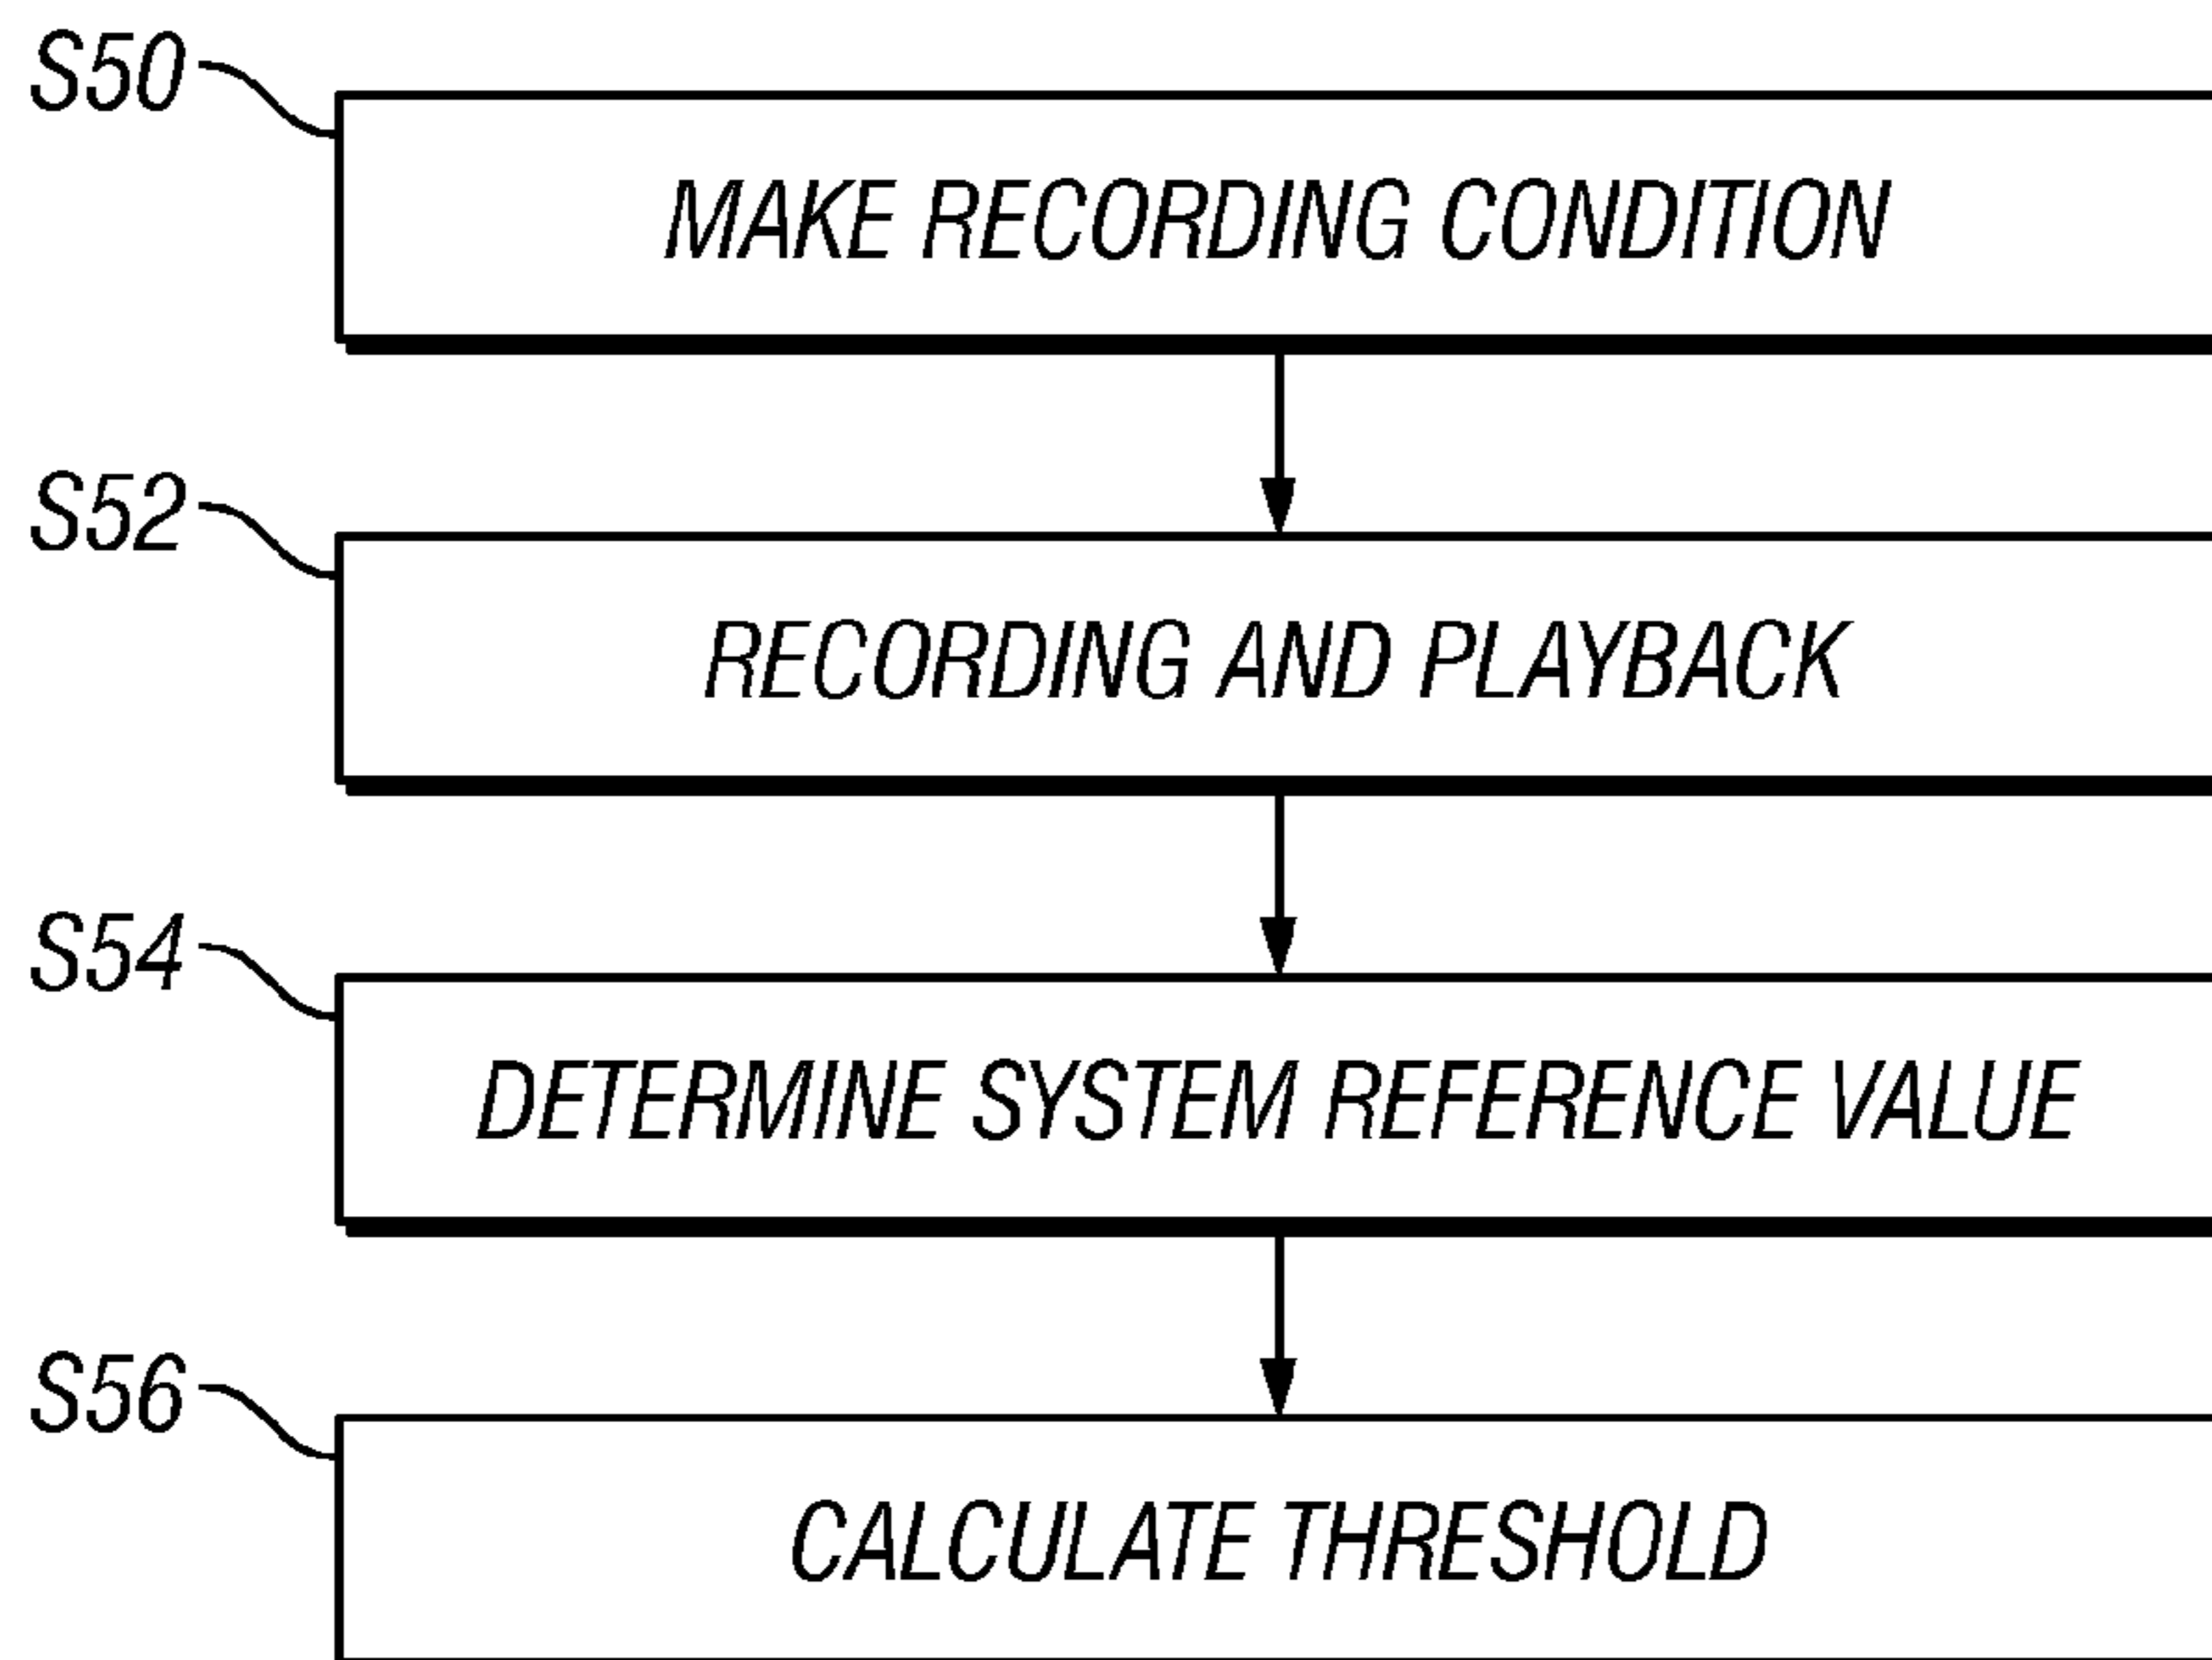 S50
MAKE RECORDING CONDITION
S52
RECORDING AND PLAYBACK
S54
DETERMINE SYSTEM REFERENCE VALUE
S56
CALCULATE THRESHOLD